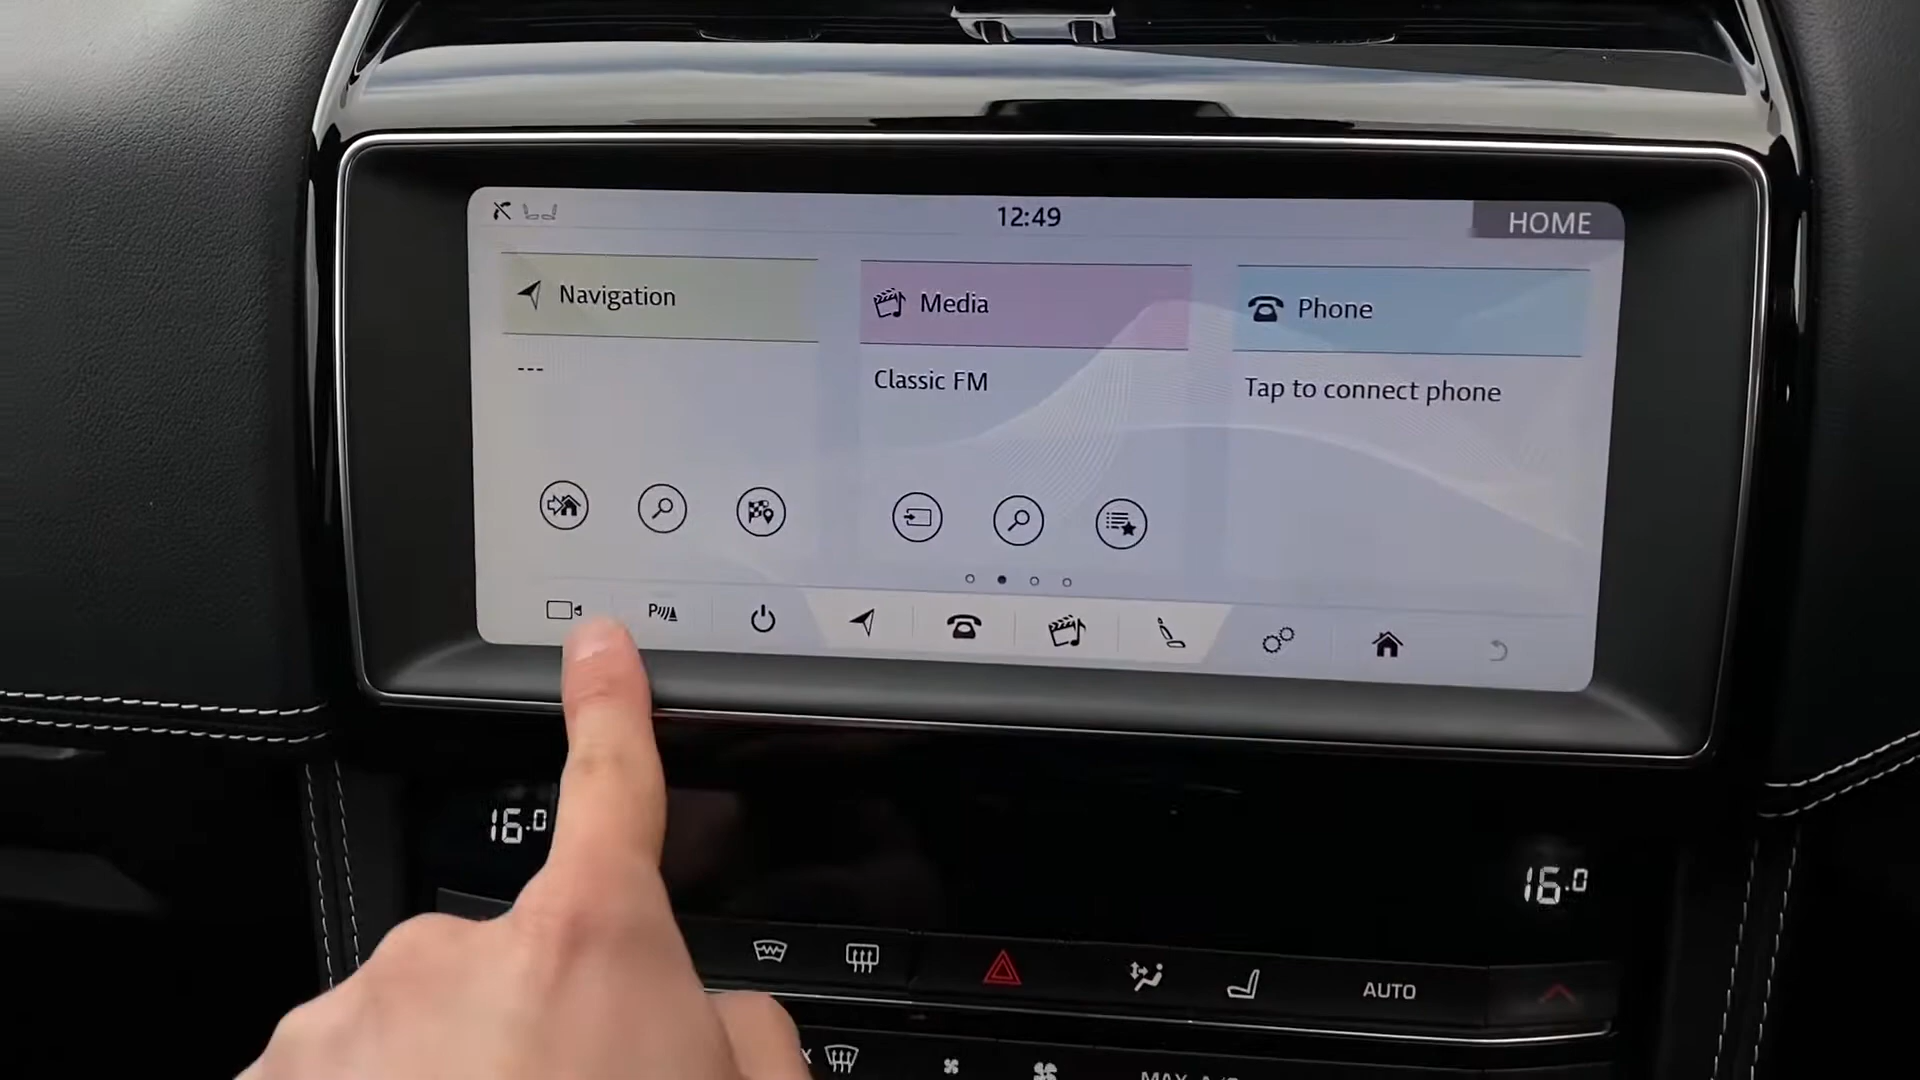 12:49
HOME
Navigation
Media
Phone
---
Classic FM
Tap to connect phone
P
16.0
16.0
AUTO